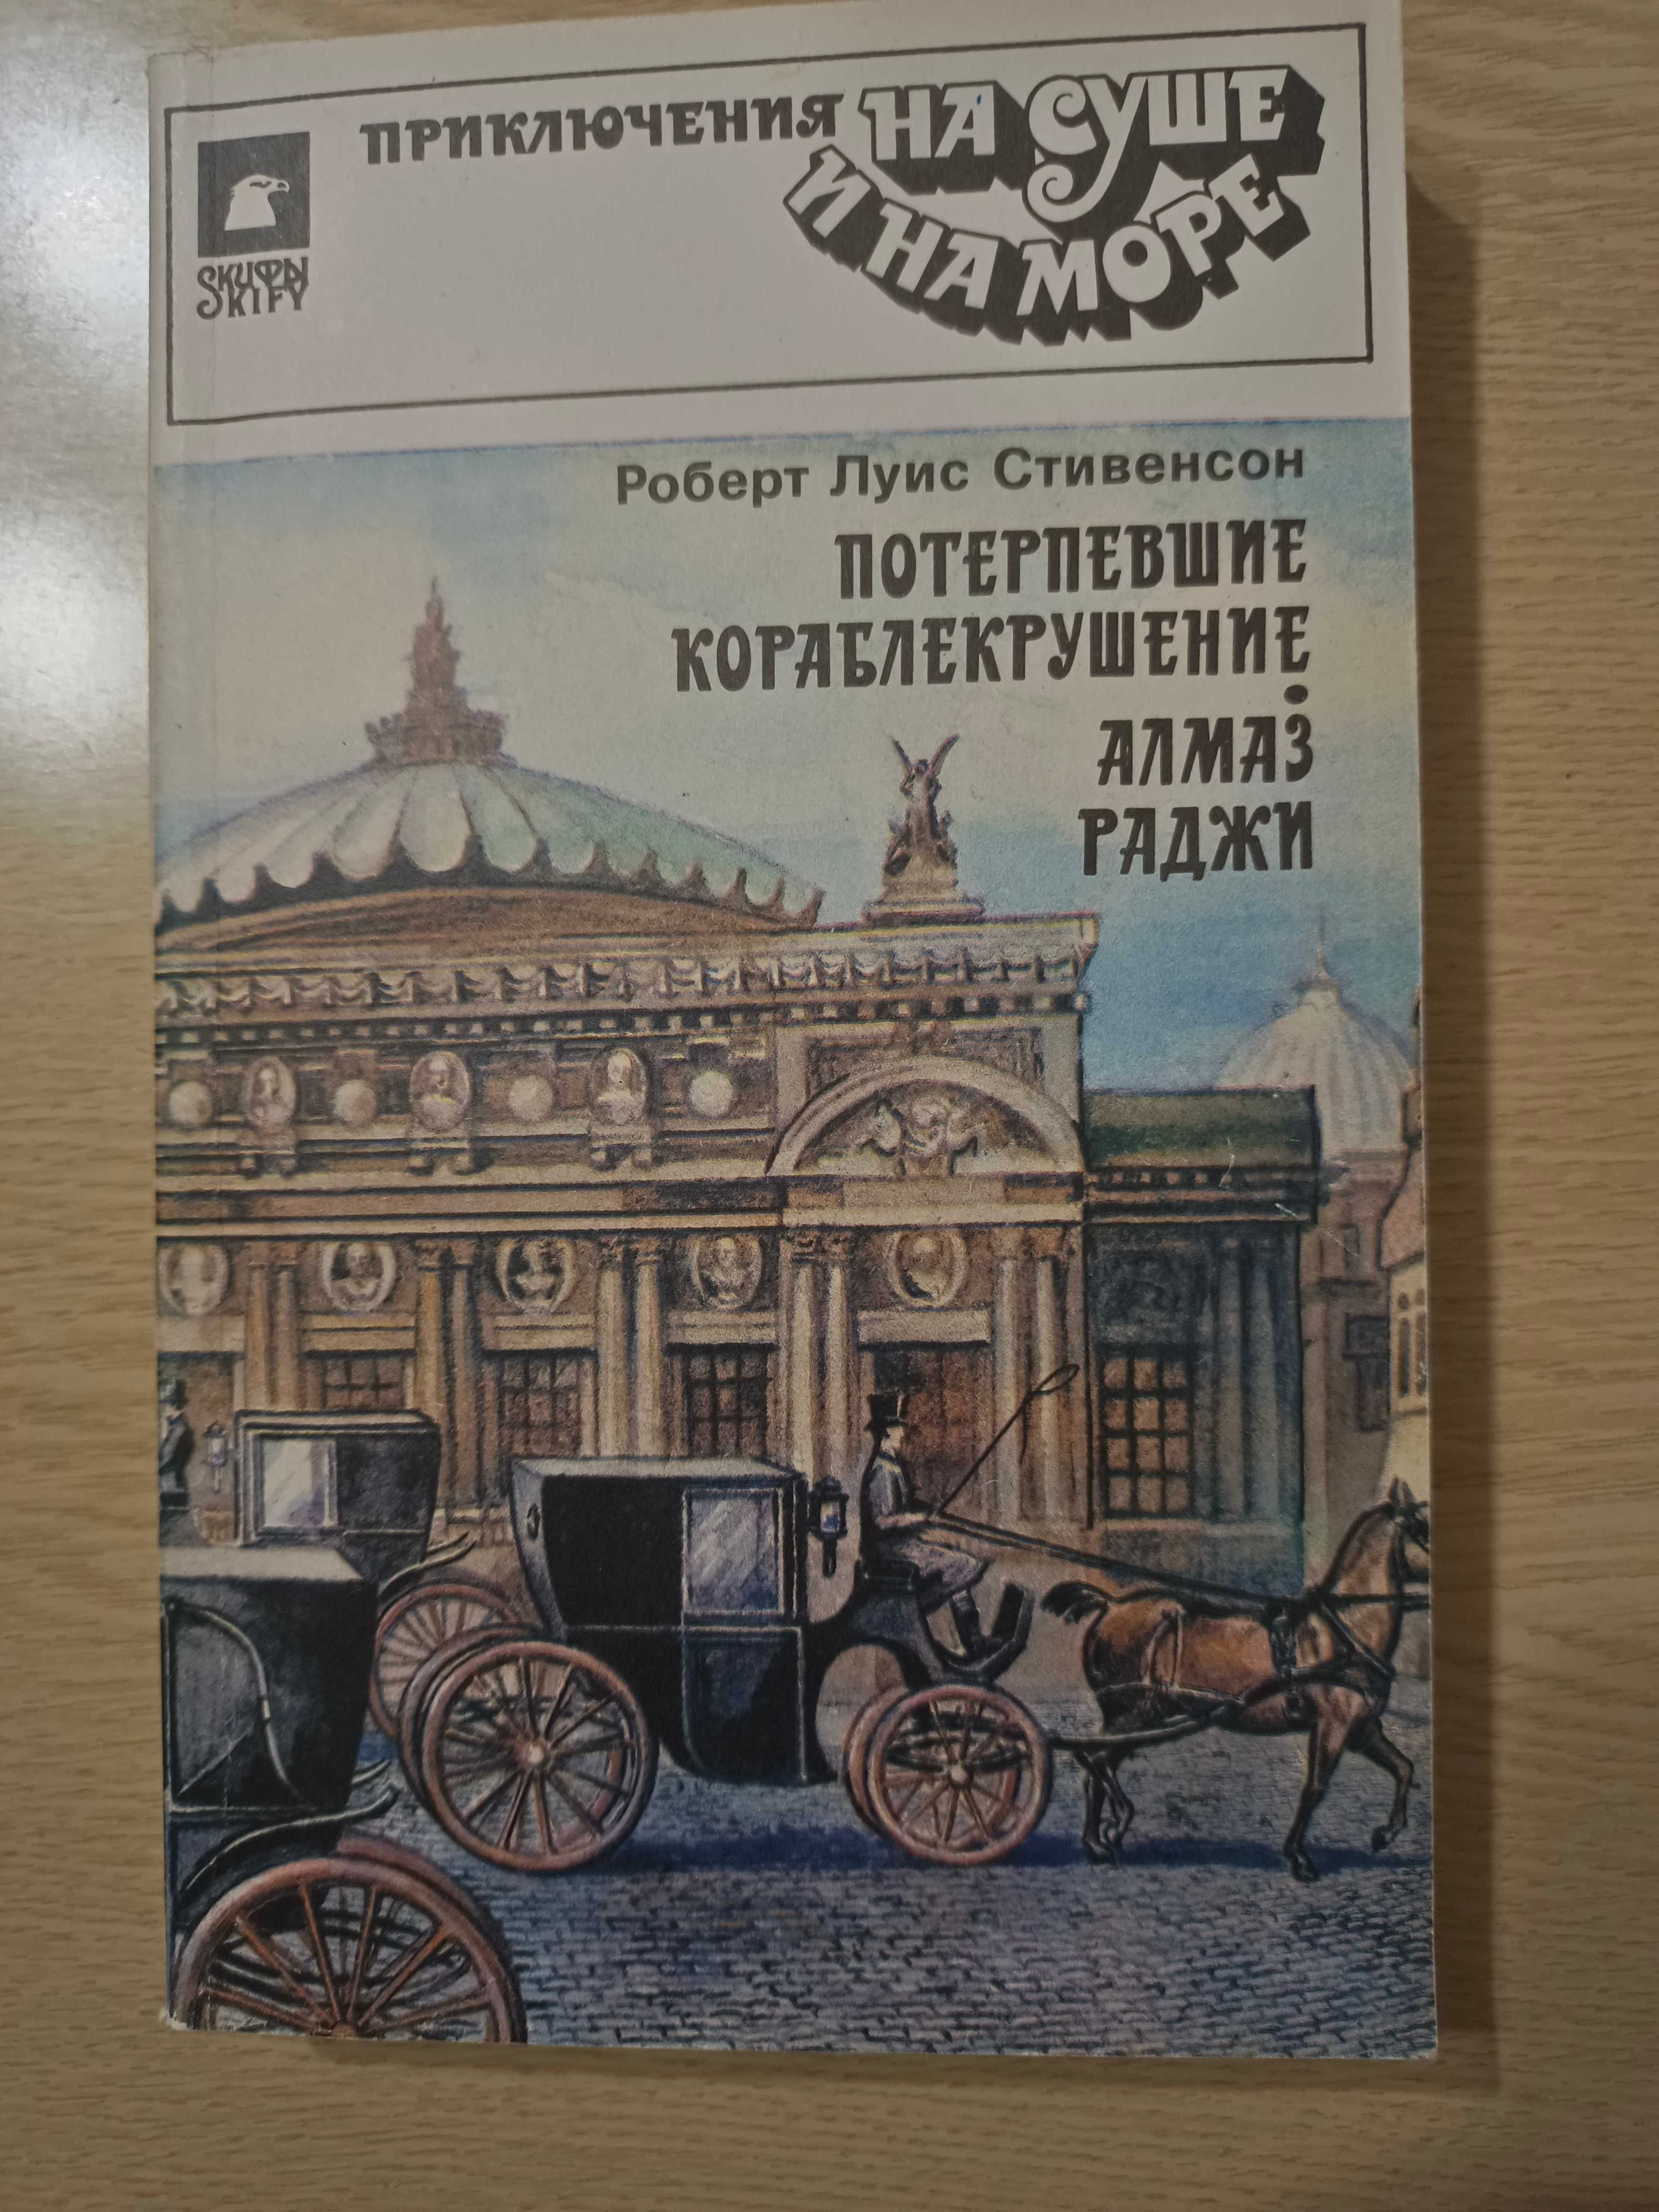 ПРИКЛЮЧЕНИЯ НА СУШЕ
И НА МОРЕ
SКИФЫ
SKIFY
Роберт Луис Стивенсон
ПОТЕРПЕВШИЕ
КОРАБЛЕКРУШЕНИЕ
•
АЛМАЗ
РАДЖИ